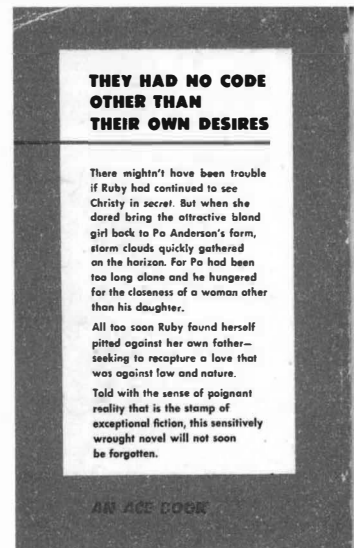 THEY HAD NO CODE
OTHER THAN
THEIR OWN DESIRES
There mightn't have been trouble
if Ruby had continued to see
Christy in secret. But when she
dared bring the attractive blond
girl back to Pa Anderson's farm,
storm clouds quickly gathered
on the horizon. For Pa had been
too long alone and he hungered
for the closeness of a woman other
than his daughter.
All too soon Ruby found herself
pitted against her own father—
seeking to recapture a love that
was against law and nature.
Told with the sense of poignant
reality that is the stamp of
exceptional fiction, this sensitively
wrought novel will not soon
be forgotten.
AN ACE BOOK